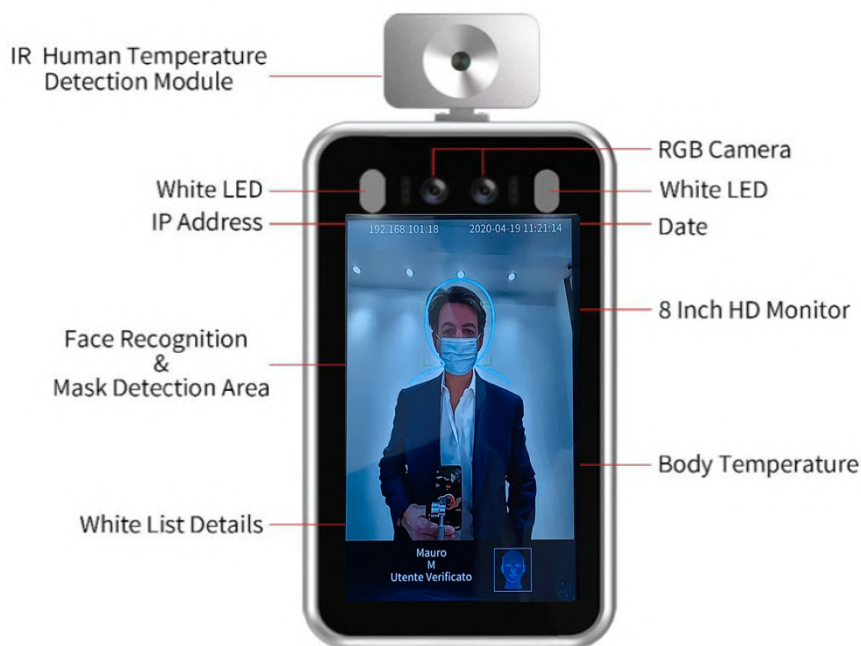 IR Human Temperature
Detection Module
RGB Camera
White LED
White LED
IP Address
Date
192.168.101.18
2020-04-19 11:21:14
8 Inch HD Monitor
Face Recognition
&
Mask Detection Area
Body Temperature
White List Details
Mauro
M
Utente Verificato